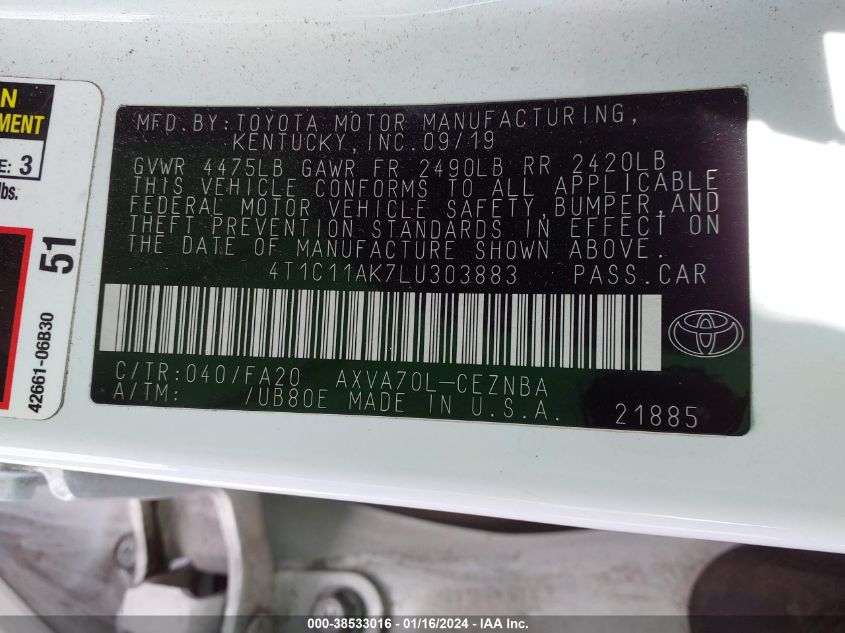 N
MENT
E: 3
lbs.
51
42661-06B30
MFD.BY:TOYOTA MOTOR MANUFACTURING,
KENTUCKY, INC.09/19
GVWR 4475LB GAWR FR 2490LB RR 2420LB
THIS VEHICLE CONFORMS TO ALL APPLICABLE
FEDERAL MOTOR VEHICLE SAFETY, BUMPER, AND
THEFT PREVENTION STANDARDS IN EFFECT ON
THE DATE OF MANUFACTURE SHOWN ABOVE.
4T1C11AK7LU303883 PASS.CAR
C/TR:040/FA20 AXVA70L-CEZNBA
A/TM: /UB80E MADE IN U.S.A.
21885
000-38533016 - 01/16/2024 - IAA Inc.